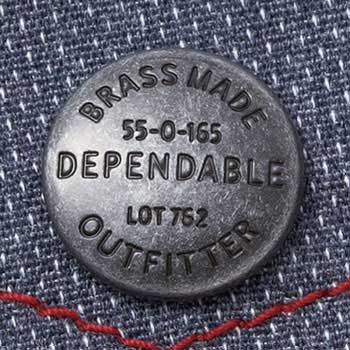 BRASS MADE
55-0-165
DEPENDABLE
LOT 762
OUTFITTER